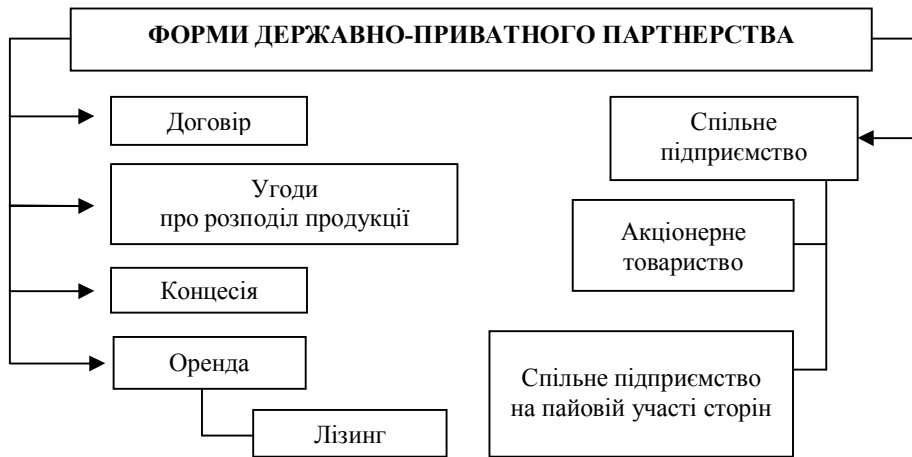 ФОРМИ ДЕРЖАВНО-ПРИВАТНОГО ПАРТНЕРСТВА
Договір
Угоди
про розподіл продукції
Концесія
Оренда
Лізинг
Спільне
підприємство
Акціонерне
товариство
Спільне підприємство
на пайовій участі сторін